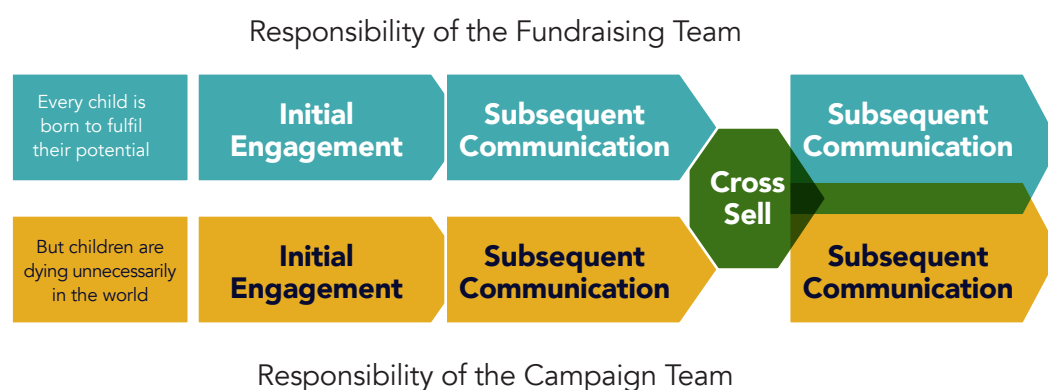 Responsibility of the Fundraising Team
Every child is
born to fulfil
their potential
Initial
Engagement
Subsequent
Communication
Cross
Sell
Subsequent
Communication
But children are
dying unnecessarily
in the world
Initial
Engagement
Subsequent
Communication
Subsequent
Communication
Responsibility of the Campaign Team